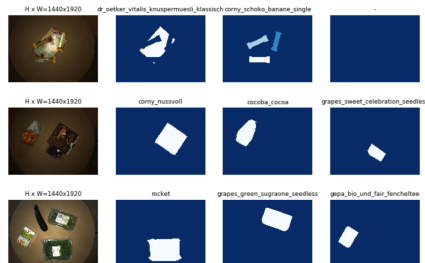 H x W=1440x1920 dr_oetker_vitalis_knuspermuesli_klassisch corny_schoko_banane_single -
H x W=1440x1920 corny_nussvoll cocoba_cocoa grapes_sweet_celebration_seedless
H x W=1440x1920 rocket grapes_green_sugraone_seedless gepa_bio_und_fair_fencheltee